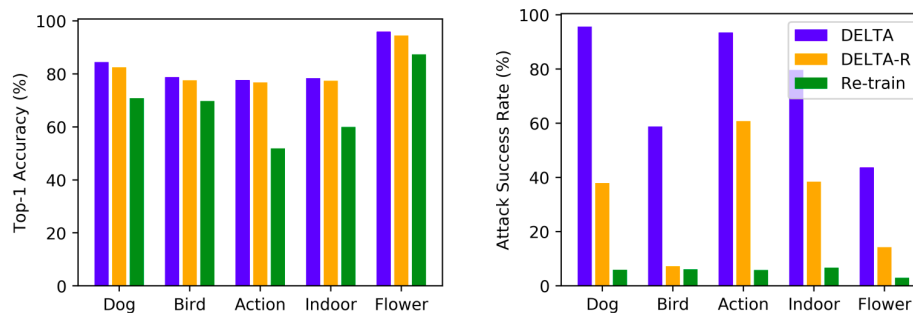 Top-1 Accuracy (%)
100
80
60
40
20
0
Dog Bird Action Indoor Flower
Attack Success Rate (%)
100
80
60
40
20
0
Dog Bird Action Indoor Flower
DELTA
DELTA-R
Re-train